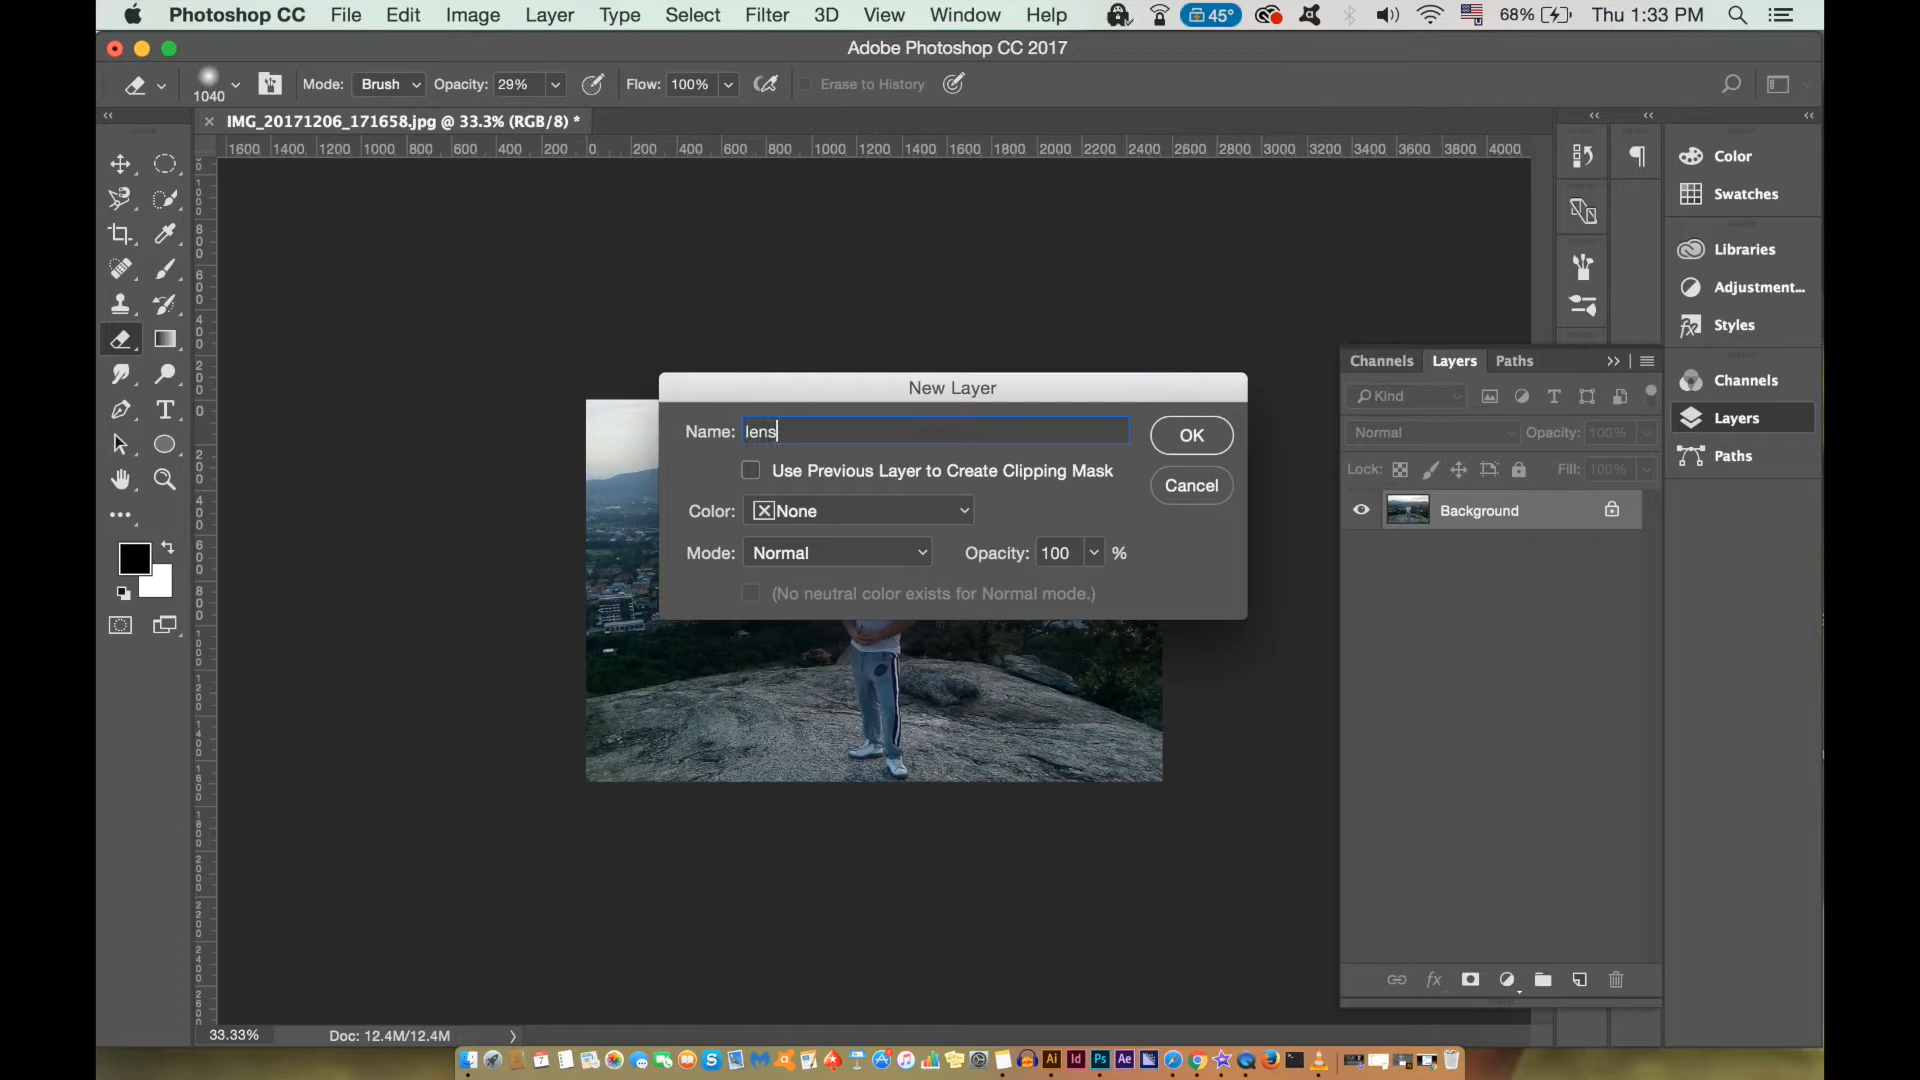 Photoshop CC File Edit Image Layer Type Select Filter 3D View Window Help 45° 68% Thu 1:33 PM
Adobe Photoshop CC 2017
1040 Mode: Brush Opacity: 29% Flow: 100% Erase to History
× IMG_20171206_171658.jpg @ 33.3% (RGB/8) *
1600 1400 1200 1000 800 600 400 200 0 200 400 600 800 1000 1200 1400 1600 1800 2000 2200 2400 2600 2800 3000 3200 3400 3600 3800 4000
Color
Swatches
Libraries
Adjustment...
Styles
Channels
Layers
Paths
Channels Layers Paths
Kind
Normal Opacity: 100%
Lock: Fill: 100%
Background
New Layer
Name: lens
OK
Use Previous Layer to Create Clipping Mask
Cancel
Color: None
Mode: Normal Opacity: 100 %
(No neutral color exists for Normal mode.)
fx
33.33% Doc: 12.4M/12.4M
Ai Id Ps Ae